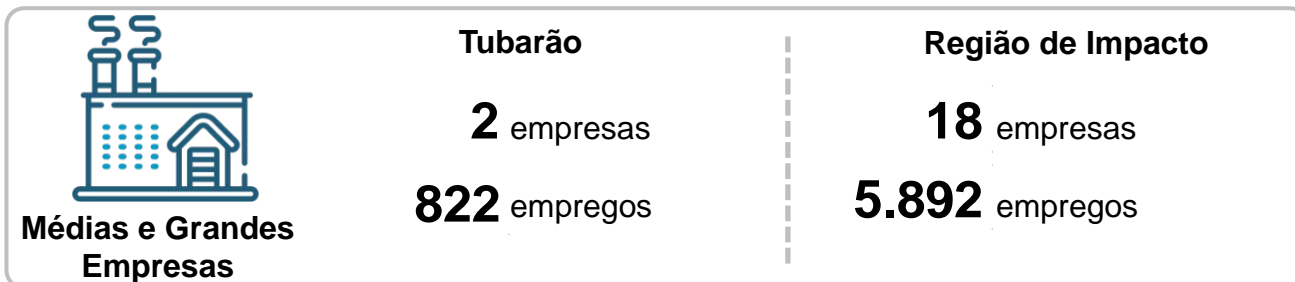 Tubarão
Região de Impacto
2 empresas
18 empresas
822 empregos
5.892 empregos
Médias e Grandes
Empresas